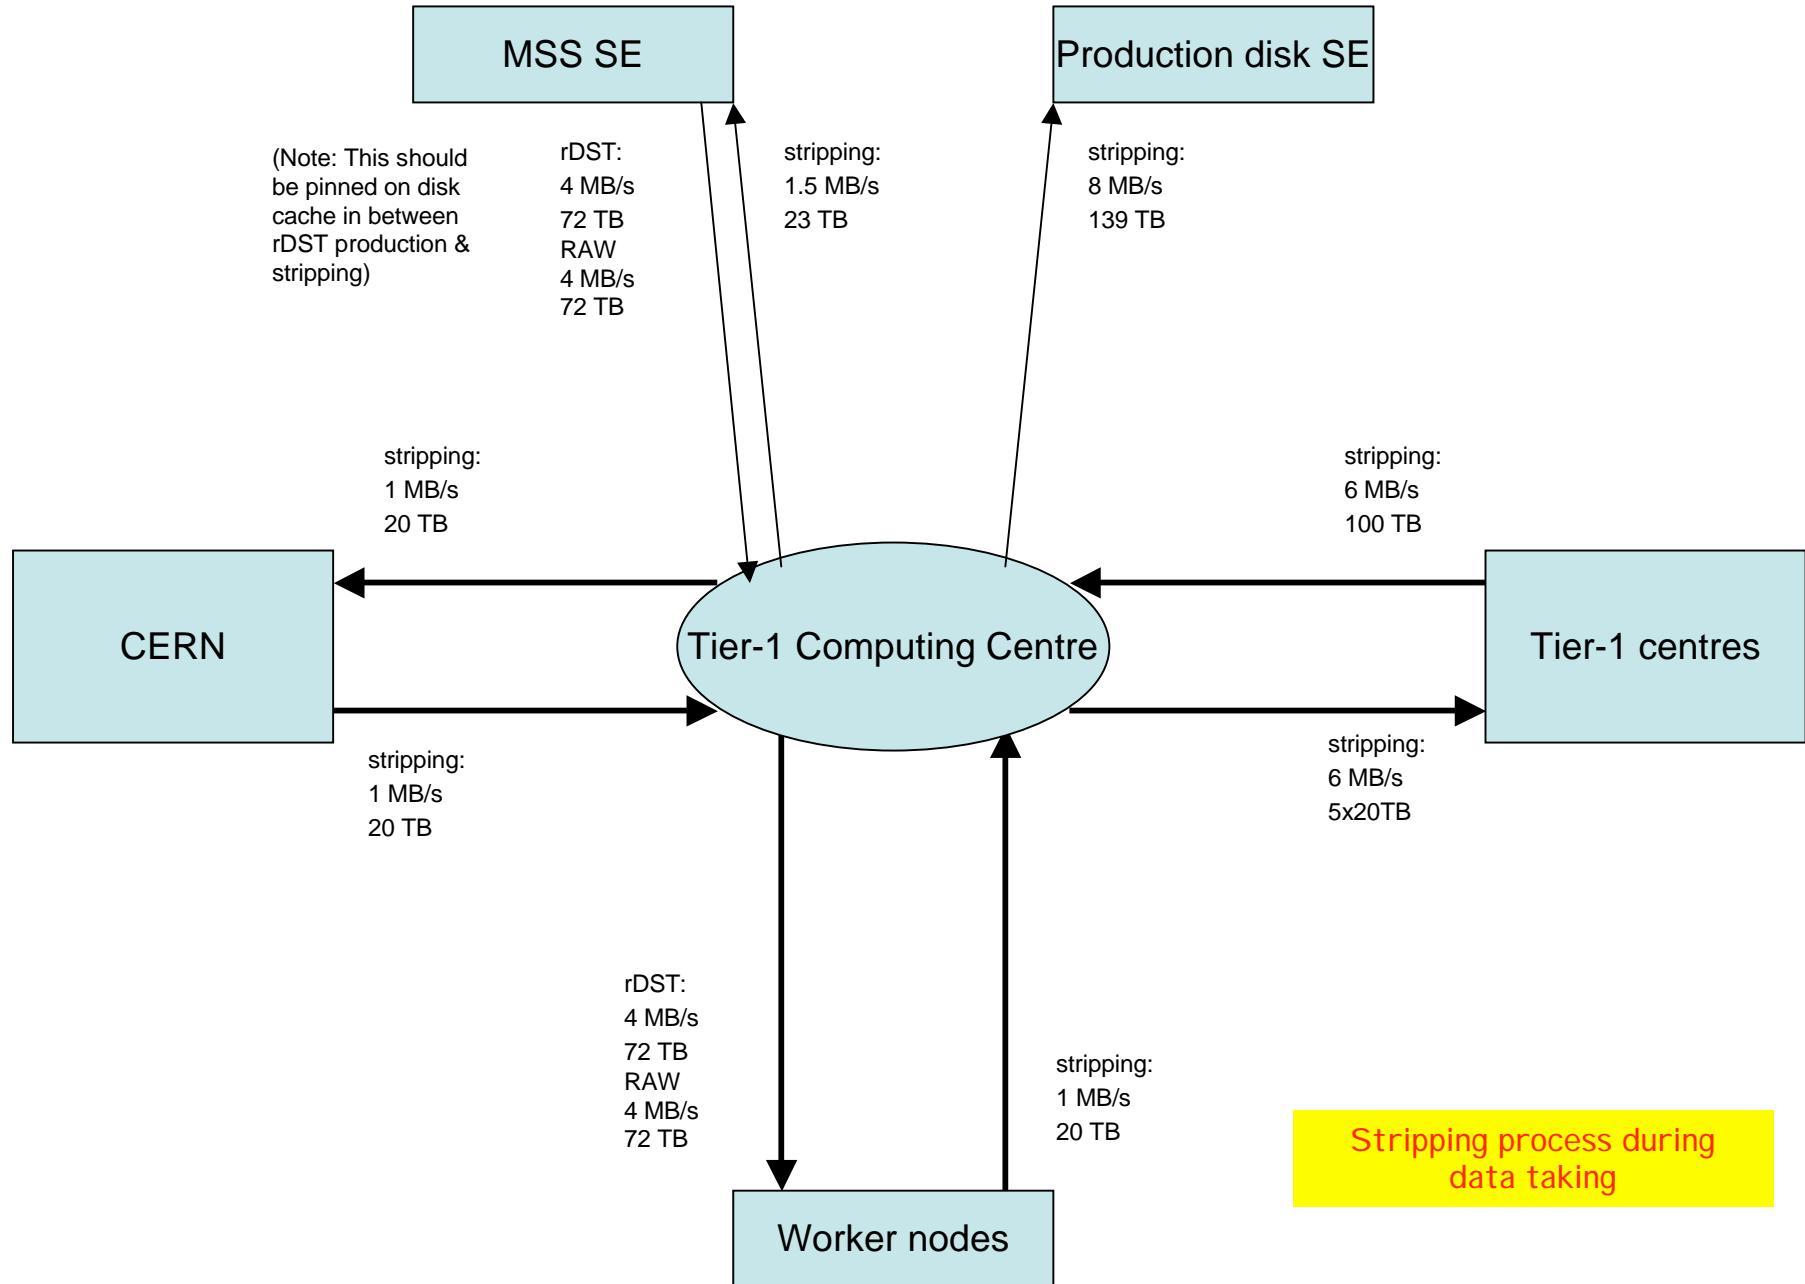 MSS SE
Production disk SE
(Note: This should
be pinned on disk
cache in between
rDST production &
stripping)
rDST:
4 MB/s
72 TB
RAW
4 MB/s
72 TB
stripping:
1.5 MB/s
23 TB
stripping:
8 MB/s
139 TB
stripping:
1 MB/s
20 TB
stripping:
6 MB/s
100 TB
CERN
Tier-1 Computing Centre
Tier-1 centres
stripping:
1 MB/s
20 TB
stripping:
6 MB/s
5x20TB
rDST:
4 MB/s
72 TB
RAW
4 MB/s
72 TB
stripping:
1 MB/s
20 TB
Stripping process during
data taking
Worker nodes